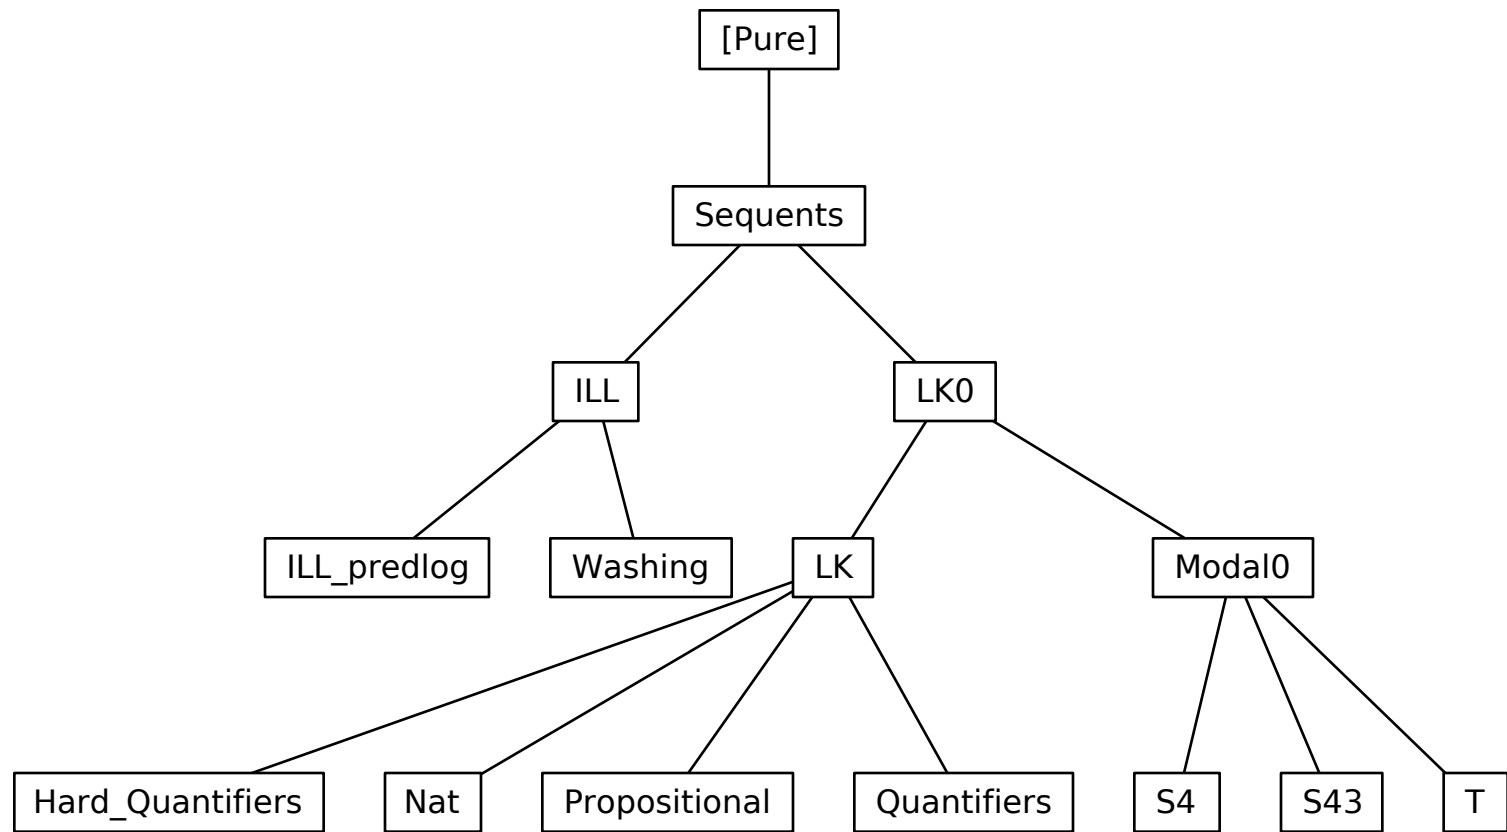 [Pure]
Sequents
ILL
LK0
ILL_predlog
Washing
LK
Modal0
Hard_Quantifiers
Nat
Propositional
Quantifiers
S4
S43
T